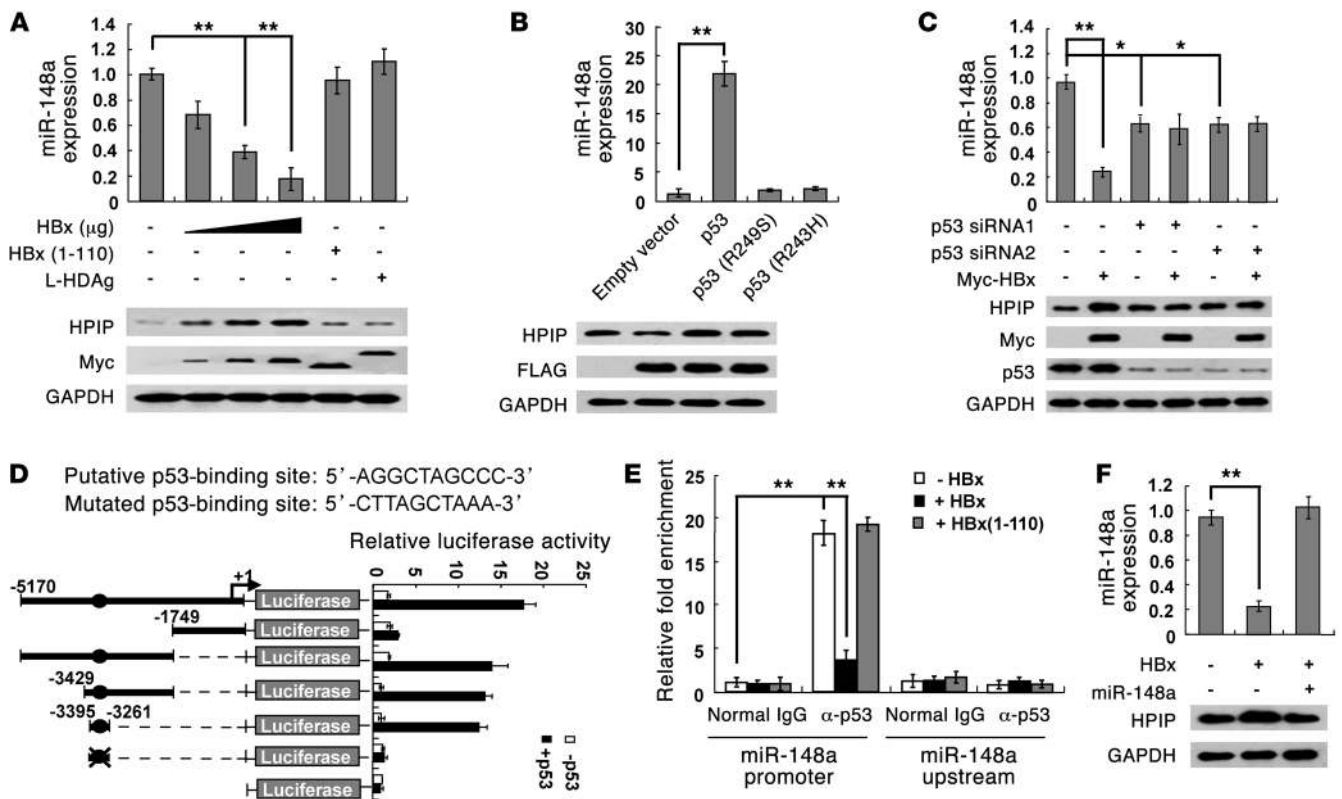 A
miR-148a expression
1.4
1.2
1.0
0.8
0.6
0.4
0.2
**
**
HBx (µg) -
- -
HBx (1-110) - - - - + -
L-HDAg - - - - - +
HPIP
Myc
GAPDH
B
miR-148a expression
30
25
20
15
10
5
0
**
Empty vector
p53
p53 (R249S)
p53 (R243H)
HPIP
FLAG
GAPDH
C
miR-148a expression
1.4
1.2
1.0
0.8
0.6
0.4
0.2
0
**
*
*
p53 siRNA1 - - + + - -
p53 siRNA2 - - - - + +
Myc-HBx - + - + - +
HPIP
Myc
p53
GAPDH
D
Putative p53-binding site: 5'-AGGCTAGCCC-3'
Mutated p53-binding site: 5'-CTTAGCTAAA-3'
Relative luciferase activity
0
5
10
15
20
25
-5170
+1
Luciferase
-1749
Luciferase
Luciferase
-3429
Luciferase
-3395 -3261
Luciferase
Luciferase
Luciferase
-p53
+p53
E
Relative fold enrichment
25
20
15
10
5
0
**
**
- HBx
+ HBx
+ HBx(1-110)
Normal IgG
α-p53
Normal IgG
α-p53
miR-148a promoter
miR-148a upstream
F
miR-148a expression
1.2
1.0
0.8
0.6
0.4
0.2
0
**
HBx - + +
miR-148a - - +
HPIP
GAPDH